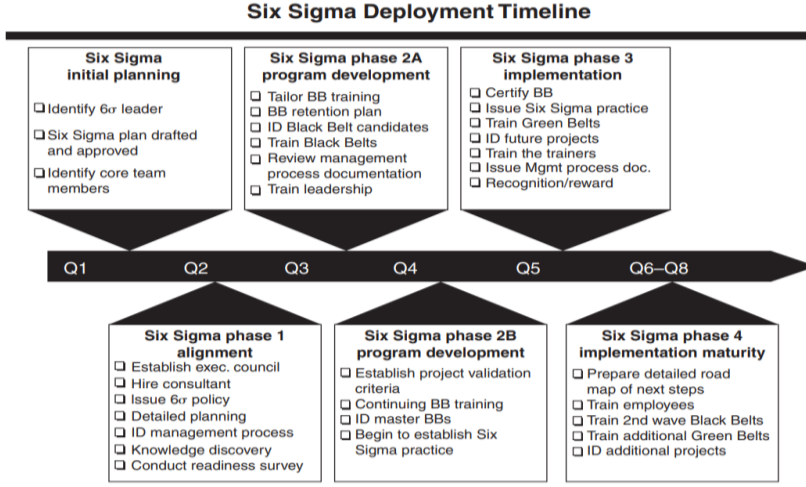 Six Sigma Deployment Timeline
Six Sigma
initial planning
❑ Identify 6σ leader
❑ Six Sigma plan drafted
and approved
❑ Identify core team
members
Six Sigma phase 2A
program development
❑ Tailor BB training
❑ BB retention plan
❑ ID Black Belt candidates
❑ Train Black Belts
❑ Review management
process documentation
❑ Train leadership
Six Sigma phase 3
implementation
❑ Certify BB
❑ Issue Six Sigma practice
❑ Train Green Belts
❑ ID future projects
❑ Train the trainers
❑ Issue Mgmt process doc.
❑ Recognition/reward
Q1 Q2 Q3 Q4 Q5 Q6–Q8
Six Sigma phase 1
alignment
❑ Establish exec. council
❑ Hire consultant
❑ Issue 6σ policy
❑ Detailed planning
❑ ID management process
❑ Knowledge discovery
❑ Conduct readiness survey
Six Sigma phase 2B
program development
❑ Establish project validation
criteria
❑ Continuing BB training
❑ ID master BBs
❑ Begin to establish Six
Sigma practice
Six Sigma phase 4
implementation maturity
❑ Prepare detailed road
map of next steps
❑ Train employees
❑ Train 2nd wave Black Belts
❑ Train additional Green Belts
❑ ID additional projects